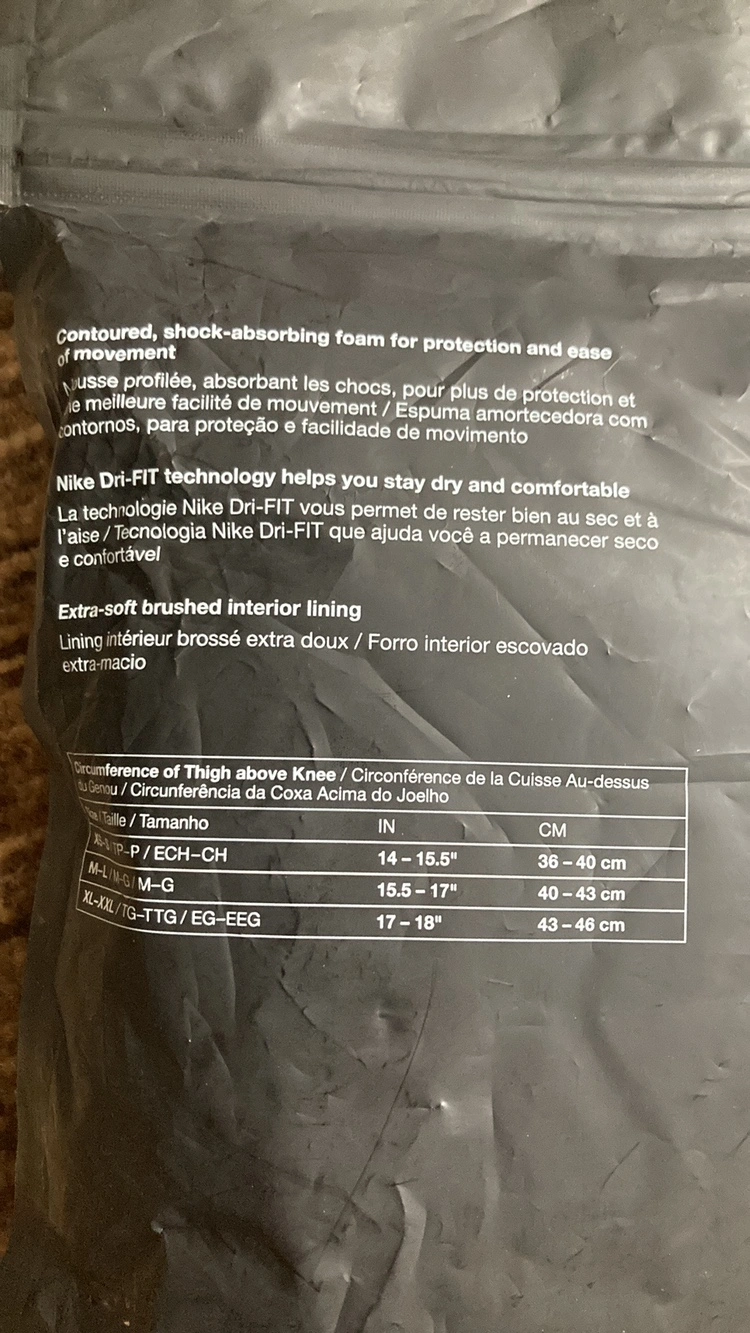 Contoured, shock-absorbing foam for protection and ease
of movement
profilée, absorbant les chocs, pour plus de protection et
meilleure facilité de mouvement / Espuma amortecedora com
contornos, para proteção e facilidade de movimento
Nike Dri-FIT technology helps you stay dry and comfortable
La technologie Nike Dri-FIT vous permet de rester bien au sec et à
l'aise / Tecnologia Nike Dri-FIT que ajuda você a permanecer seco
e confortável
Extra-soft brushed interior lining
Lining intérieur brossé extra doux / Forro interior escovado
extra-macio
Circumference of Thigh above Knee / Circonférence de la Cuisse Au-dessus
du Genou / Circunferência da Coxa Acima do Joelho
Taille / Tamanho IN CM
TP-P / ECH-CH 14 – 15.5" 36 – 40 cm
M-L / M-G / M-G 15.5 – 17" 40 – 43 cm
XL-XXL / TG-TTG / EG-EEG 17 – 18" 43 – 46 cm